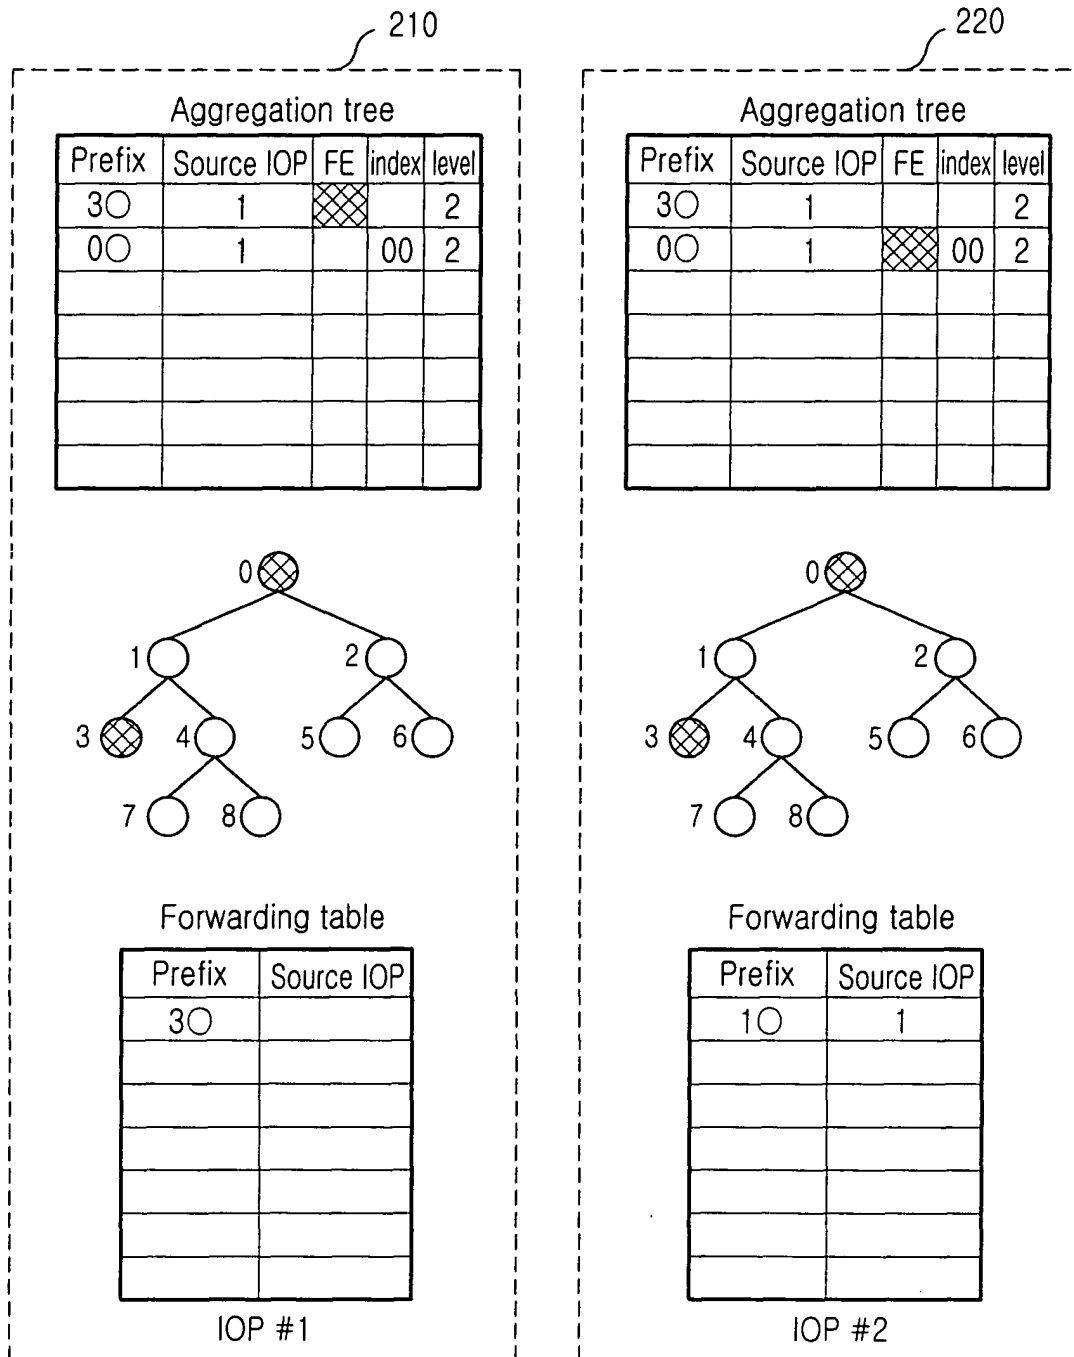 210
220
Aggregation tree
Prefix Source IOP FE index level
3○ 1 2
0○ 1 00 2
Aggregation tree
Prefix Source IOP FE index level
3○ 1 2
0○ 1 00 2
0
1 2
3 4 5 6
7 8
0
1 2
3 4 5 6
7 8
Forwarding table
Prefix Source IOP
3○
IOP #1
Forwarding table
Prefix Source IOP
1○ 1
IOP #2